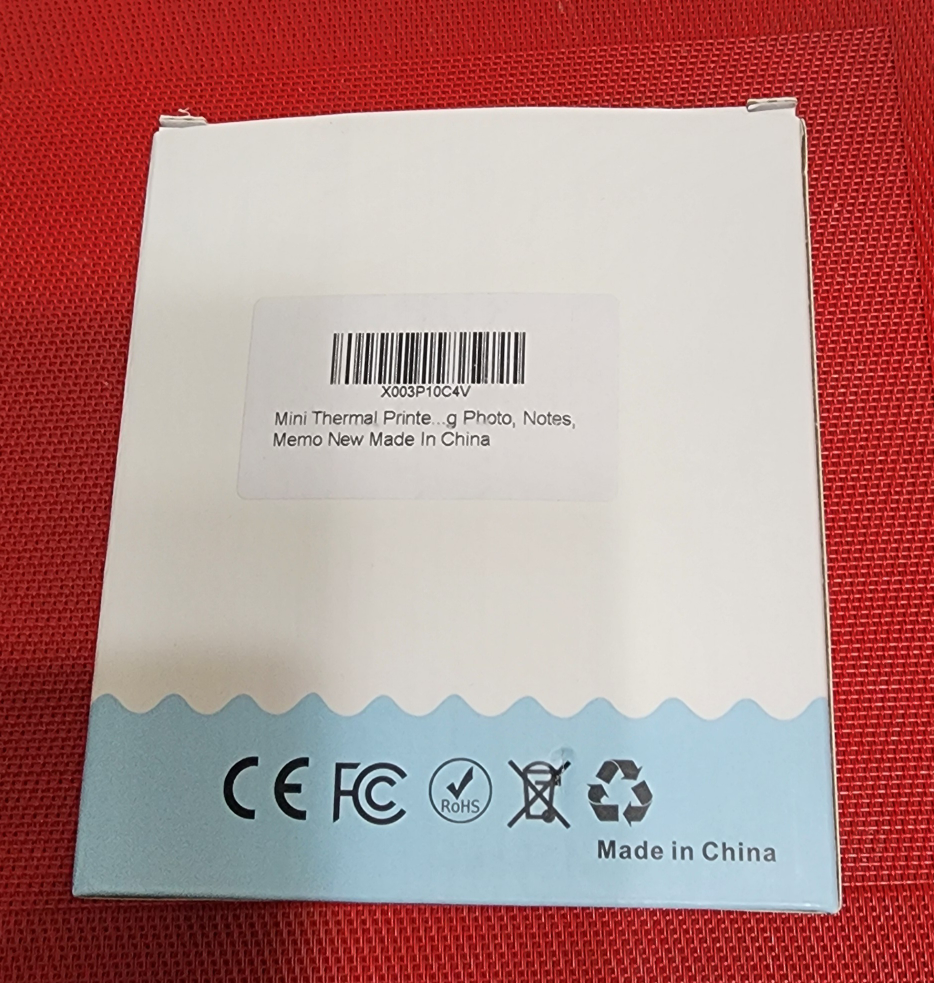 X003P10C4V
Mini Thermal Printe...g Photo, Notes,
Memo New Made In China
CE FC RoHS
Made in China